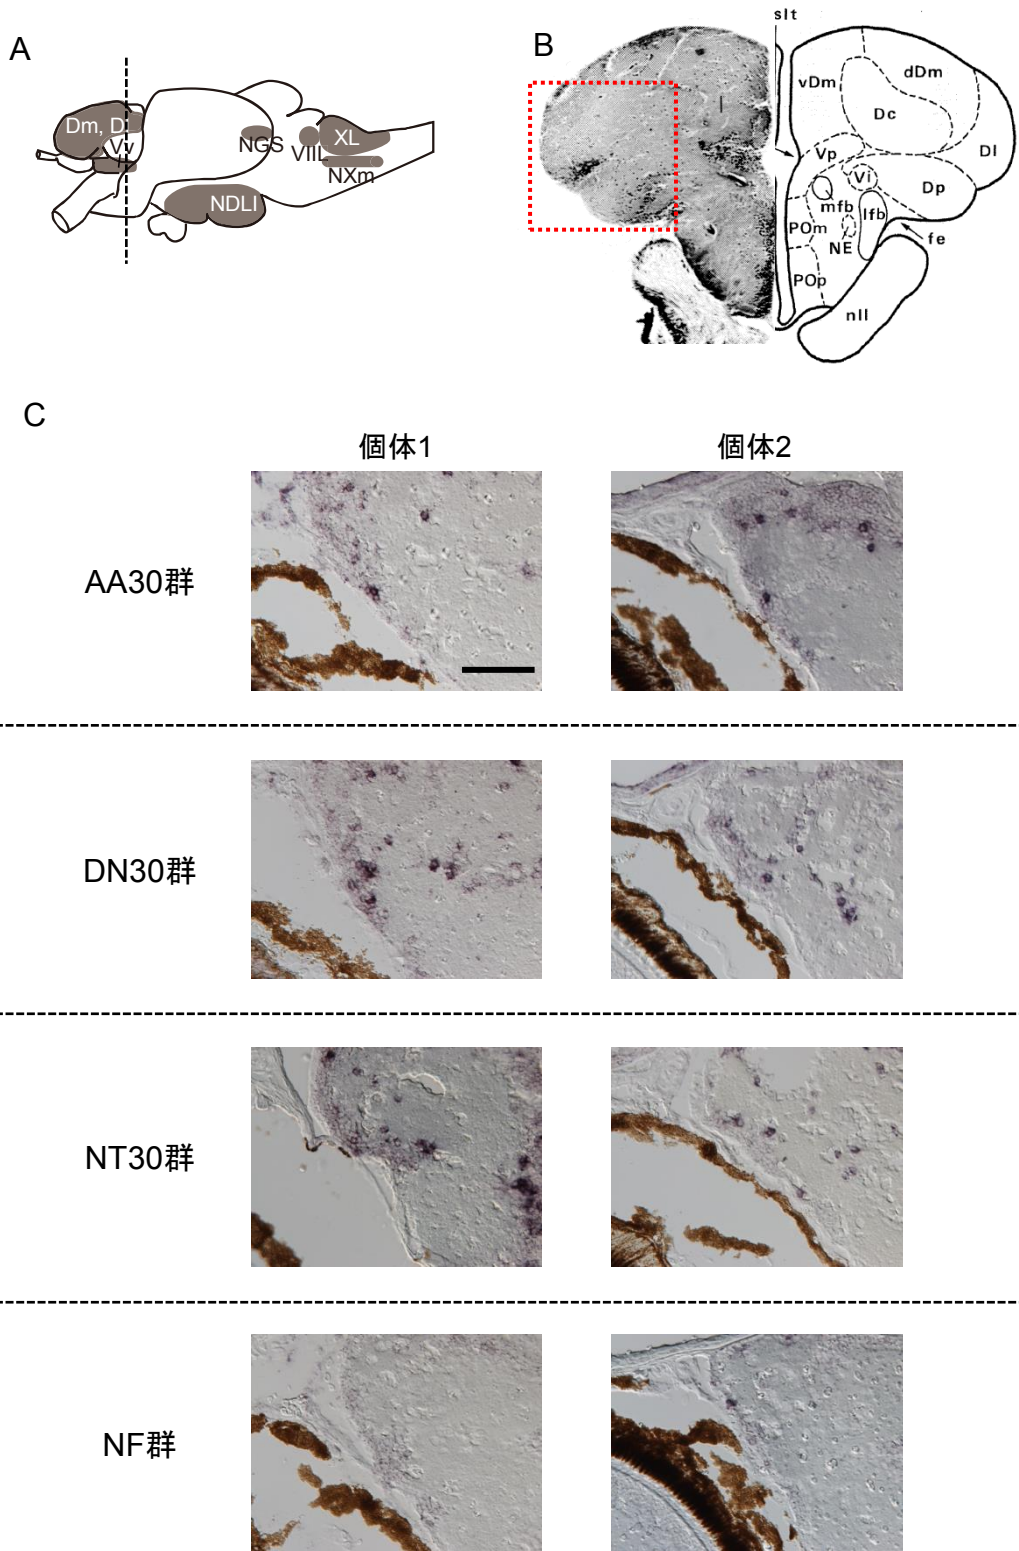 A
Dm, D
Vv
H
NGS
VIIL
XL
NXm
NDLI
B
slt
vDm
dDm
Dc
Dl
Vp
Vi
Dp
mfb
lfb
POm
NE
fe
POp
nII
C
個体1
個体2
AA30群
DN30群
NT30群
NF群